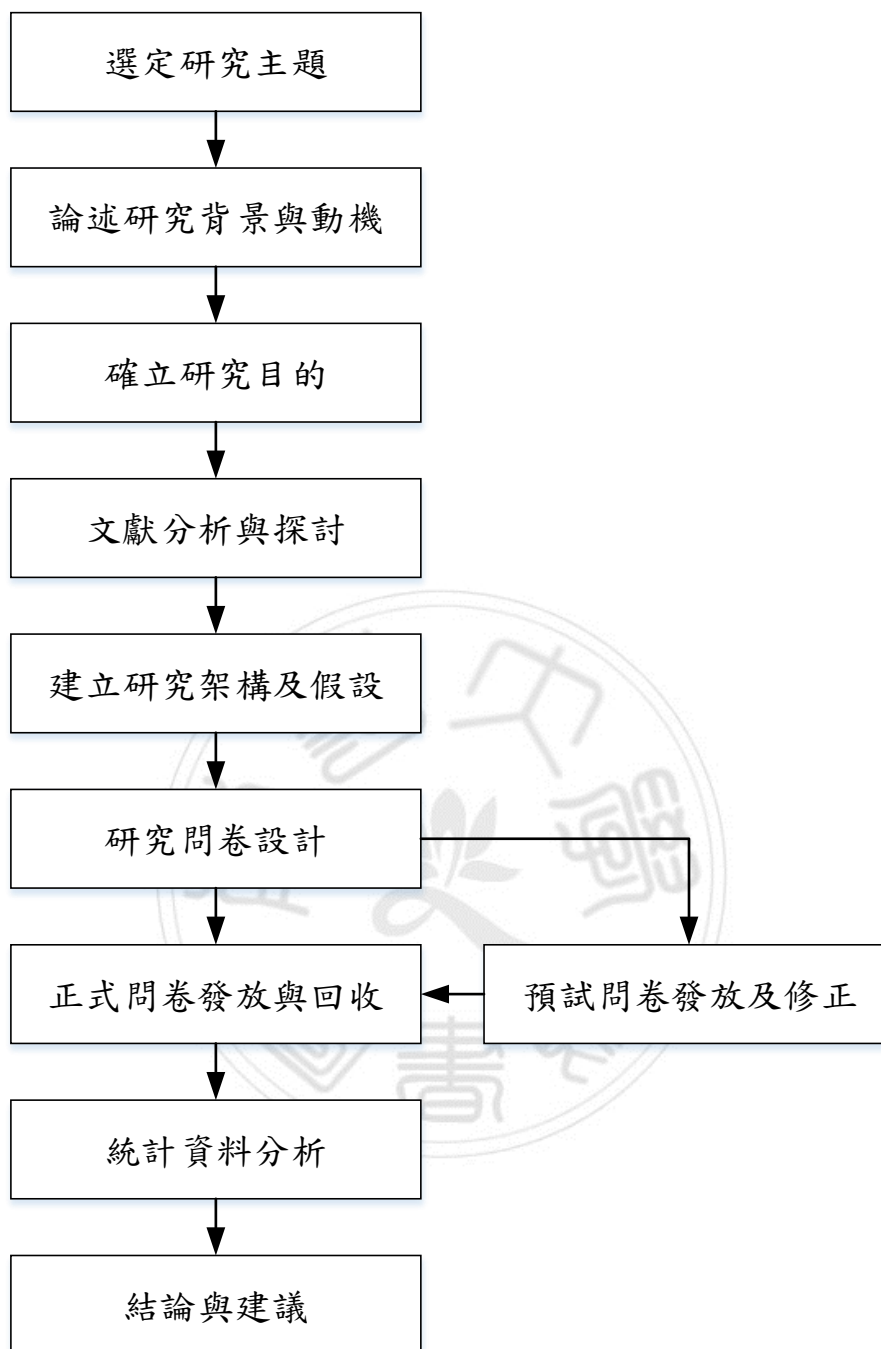 選定研究主題
論述研究背景與動機
確立研究目的
文獻分析與探討
建立研究架構及假設
研究問卷設計
正式問卷發放與回收
預試問卷發放及修正
統計資料分析
結論與建議